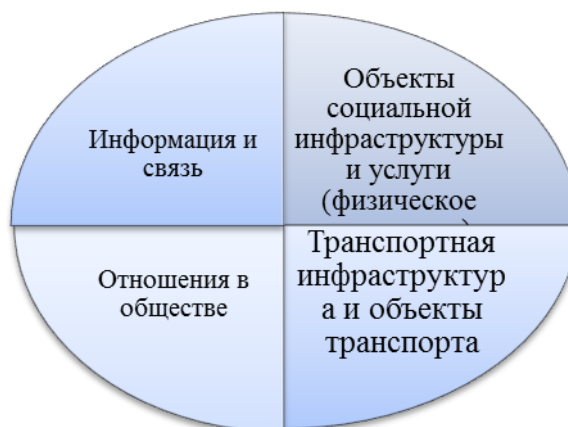 Информация и
связь
Объекты
социальной
инфраструктуры
и услуги
(физическое
Отношения в
обществе
Транспортная
инфраструктур
а и объекты
транспорта